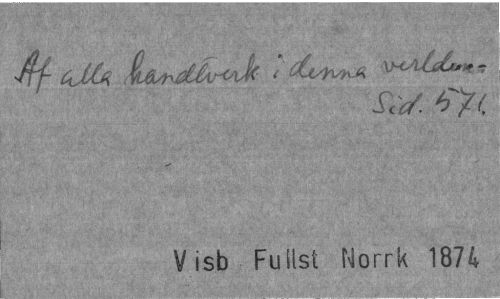 Af alla handtverk i denna verlden=
Sid. 571.
Visb Fullst Norrk 1874